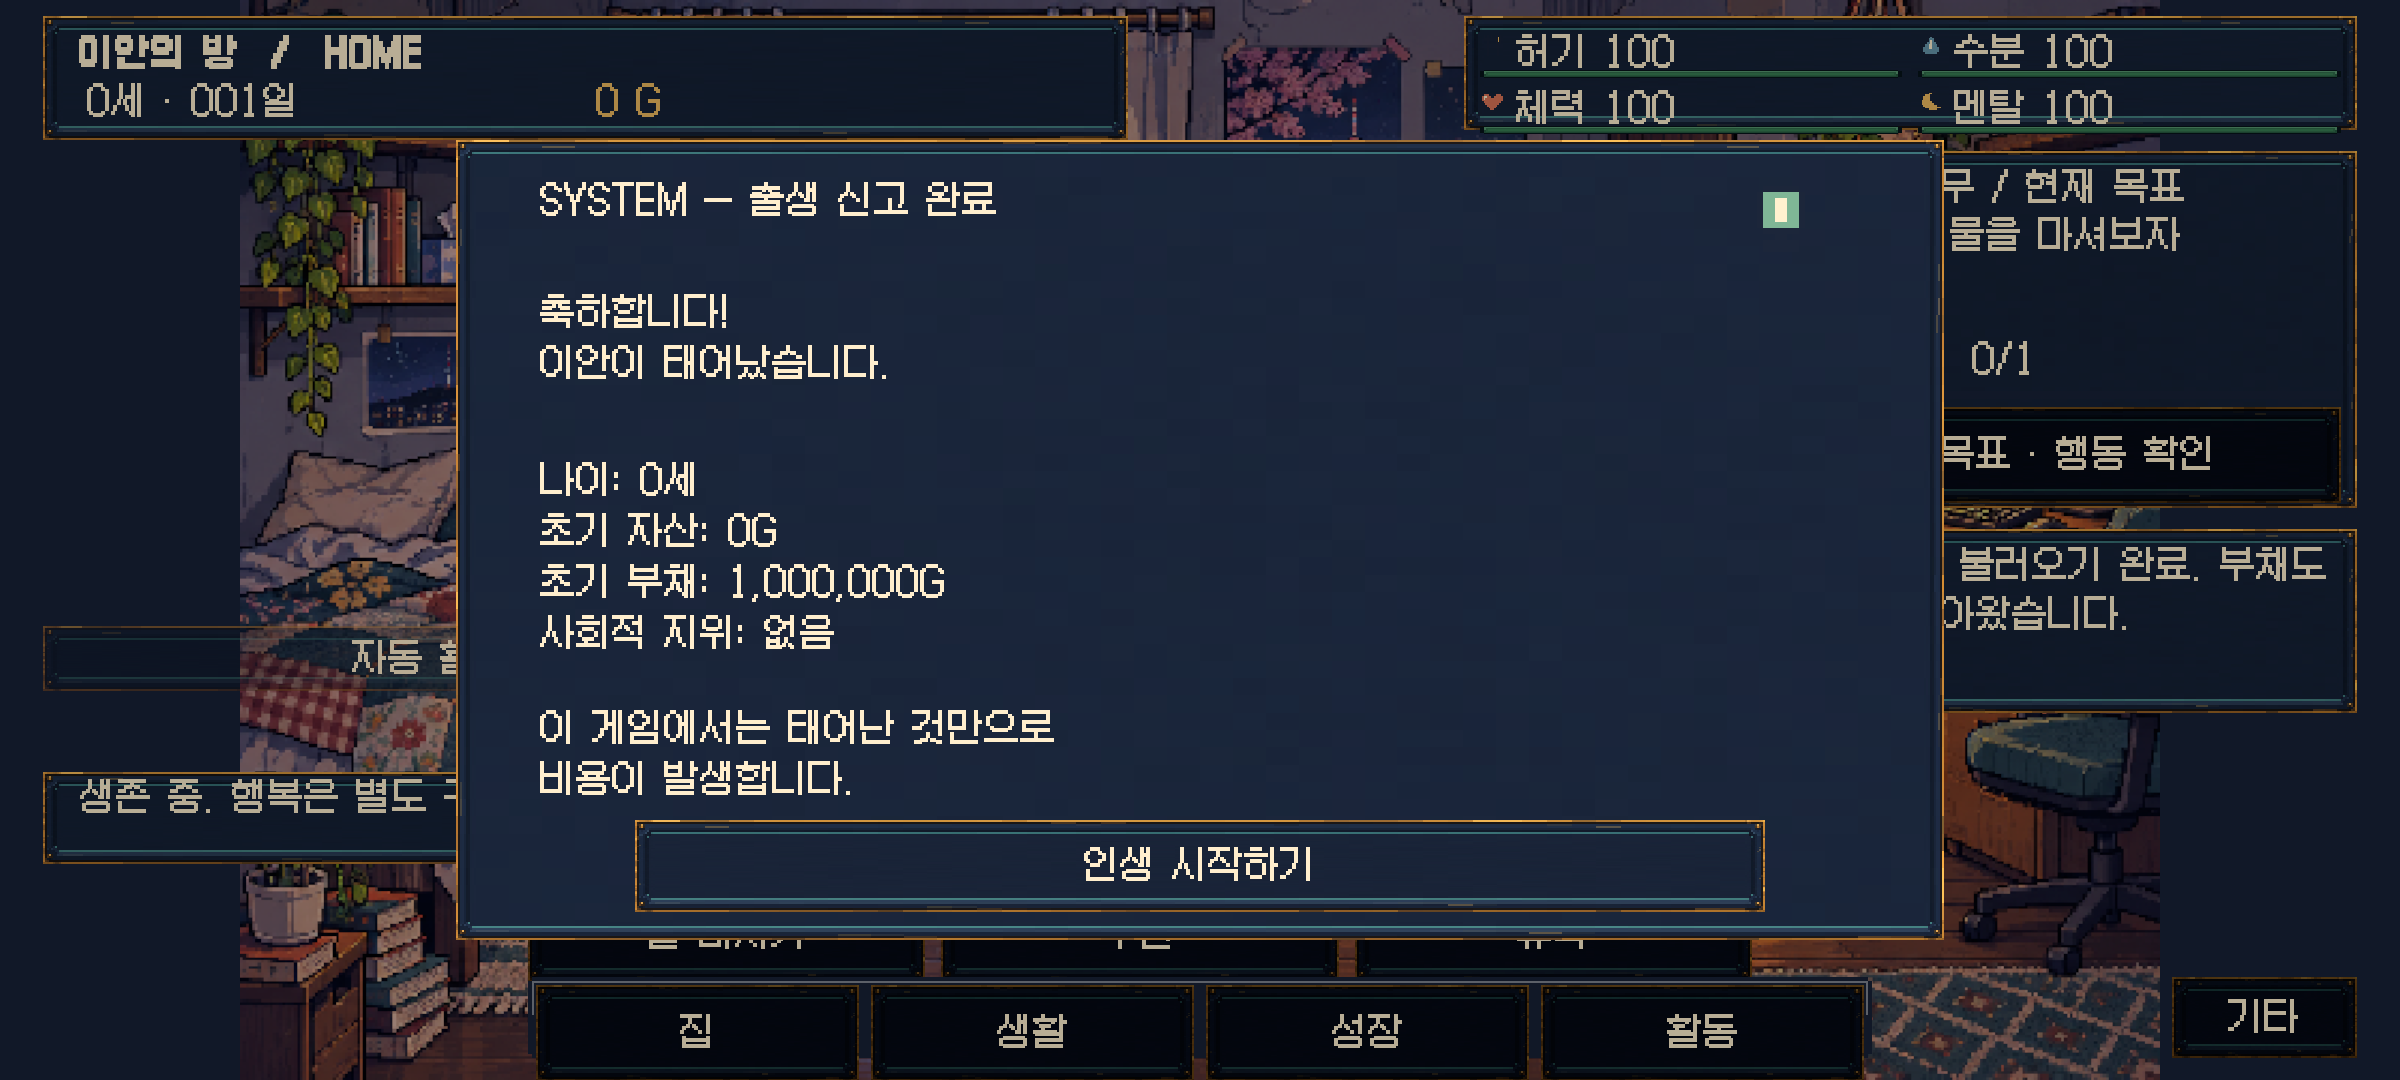 이안의 방 / HOME
0세 · 001일
0 G
허기 100
수분 100
체력 100
멘탈 100
SYSTEM — 출생 신고 완료
축하합니다!
이안이 태어났습니다.
나이: 0세
초기 자산: 0G
초기 부채: 1,000,000G
사회적 지위: 없음
이 게임에서는 태어난 것만으로
비용이 발생합니다.
인생 시작하기
무 / 현재 목표
물을 마셔보자
0/1
목표 · 행동 확인
불러오기 완료. 부채도
아왔습니다.
자동
생존 중. 행복은 별도
집
생활
성장
활동
기타